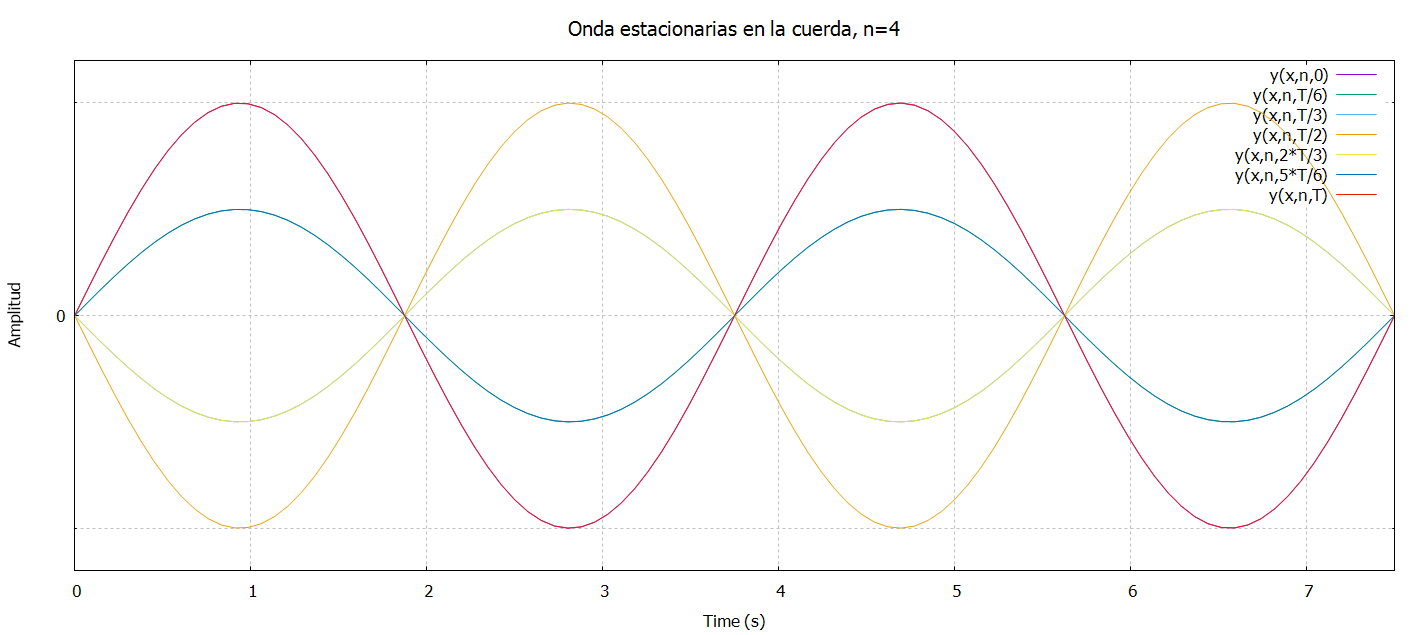 Onda estacionarias en la cuerda, n=4
y(x,n,0)
y(x,n,T/6)
y(x,n,T/3)
y(x,n,T/2)
y(x,n,2*T/3)
y(x,n,5*T/6)
y(x,n,T)
Amplitud
0
0 1 2 3 4 5 6 7
Time (s)